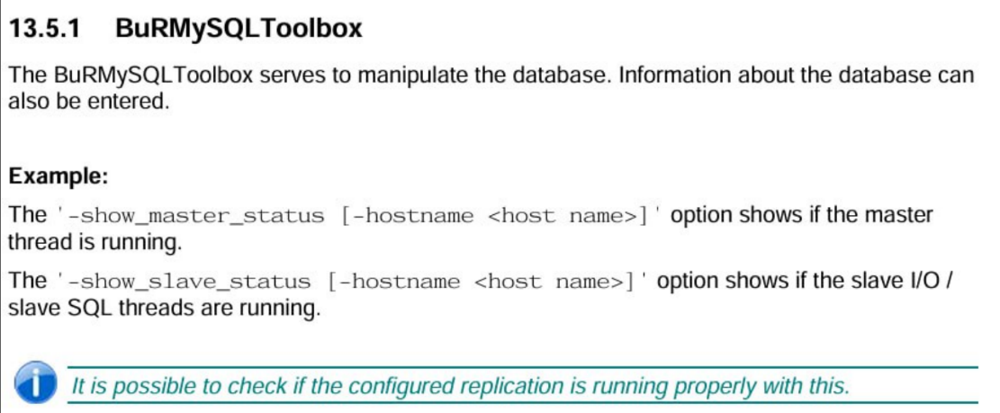 13.5.1 BuRMySQLToolbox
The BuRMySQLToolbox serves to manipulate the database. Information about the database can
also be entered.
Example:
The '-show_master_status [-hostname <host name>]' option shows if the master
thread is running.
The '-show_slave_status [-hostname <host name>]' option shows if the slave I/O /
slave SQL threads are running.
It is possible to check if the configured replication is running properly with this.